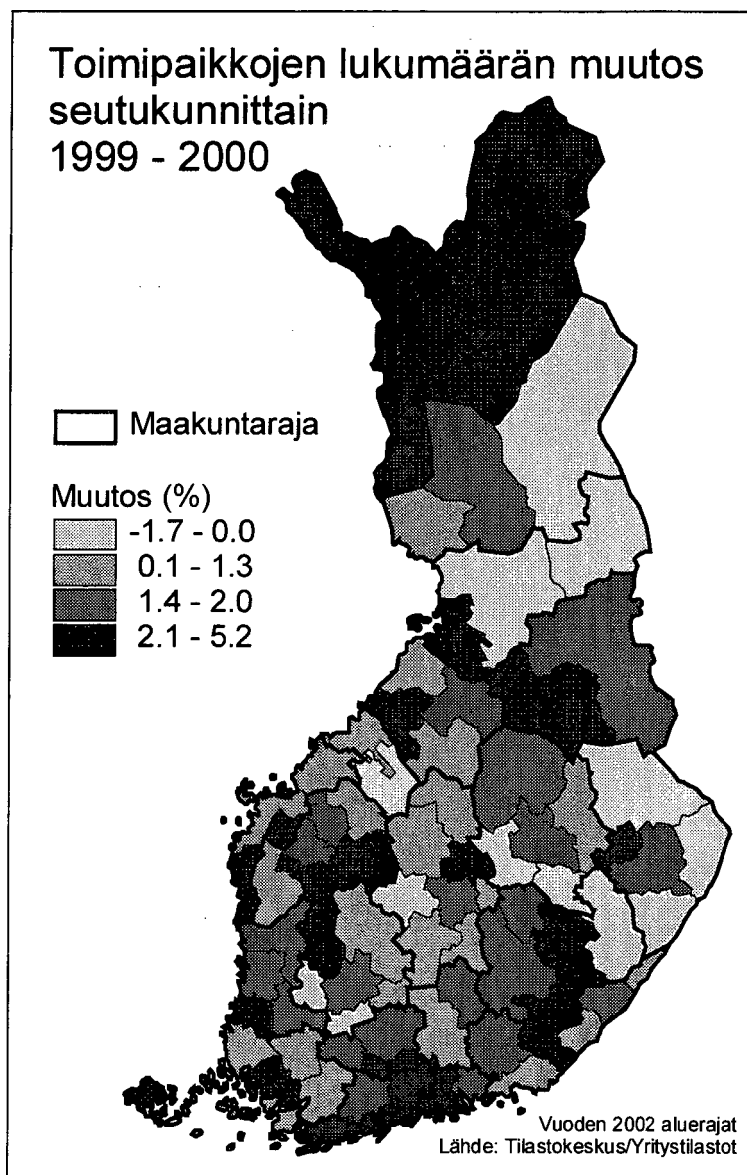 Toimipaikkojen lukumäärän muutos
seutukunnittain
1999 - 2000
Maakuntaraja
Muutos (%)
-1.7 - 0.0
0.1 - 1.3
1.4 - 2.0
2.1 - 5.2
Vuoden 2002 aluerajat
Lähde: Tilastokeskus/Yritystilastot